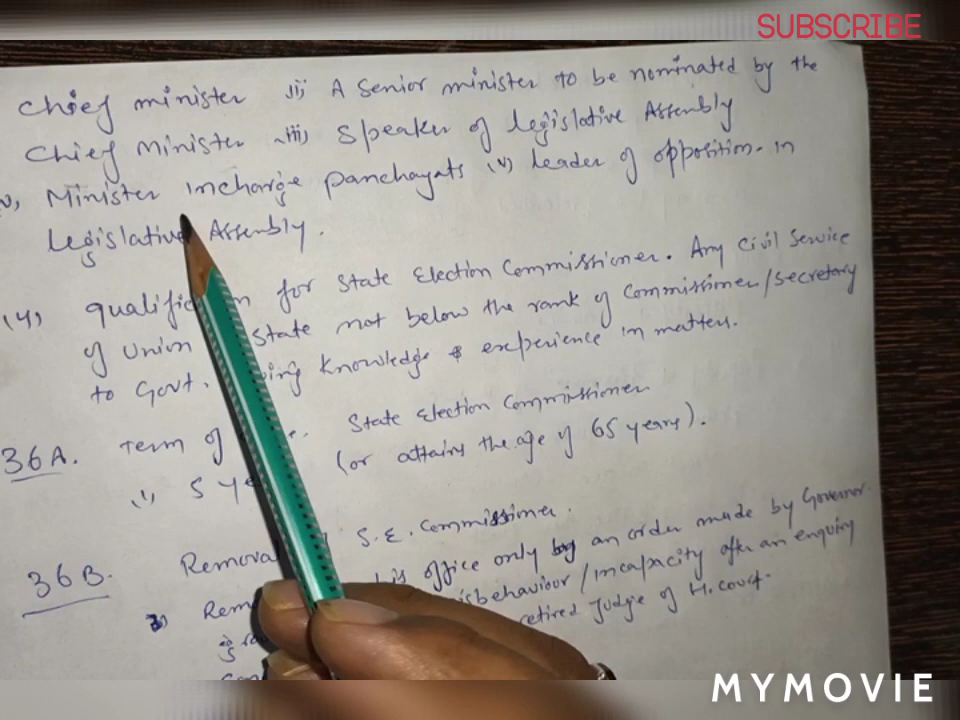 SUBSCRIBE
Chief minister ii) A Senior minister to be nominated by the
Chief Minister iii) Speaker of legislative Assembly
Minister incharge panchayats (v) leader of opposition in
legislative Assembly.
(4) for State Election Commissioner. Any Civil Service
of Union State not below the rank of Commissioner/Secretary
to Govt. Knowledge & experience in matters.
36A. Term of State Election Commissioner
(i) 5 (or attains the age of 65 years).
36B. S.E. Commissioner.
office only by an order made by Governor.
/incapacity after an enquiry
retired Judge of H. Court.
MYMOVIE